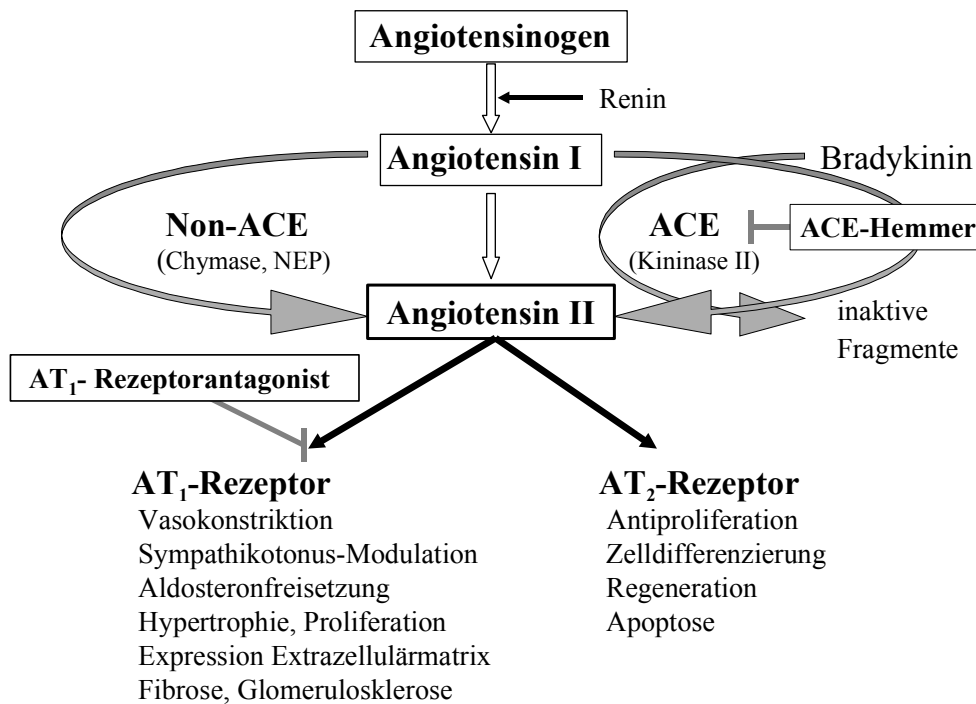 Angiotensinogen
Renin
Angiotensin I
Bradykinin
Non-ACE
(Chymase, NEP)
ACE
(Kininase II)
ACE-Hemmer
Angiotensin II
inaktive
Fragmente
AT₁- Rezeptorantagonist
AT₁-Rezeptor
Vasokonstriktion
Sympathikotonus-Modulation
Aldosteronfreisetzung
Hypertrophie, Proliferation
Expression Extrazellulärmatrix
Fibrose, Glomerulosklerose
AT₂-Rezeptor
Antiproliferation
Zelldifferenzierung
Regeneration
Apoptose